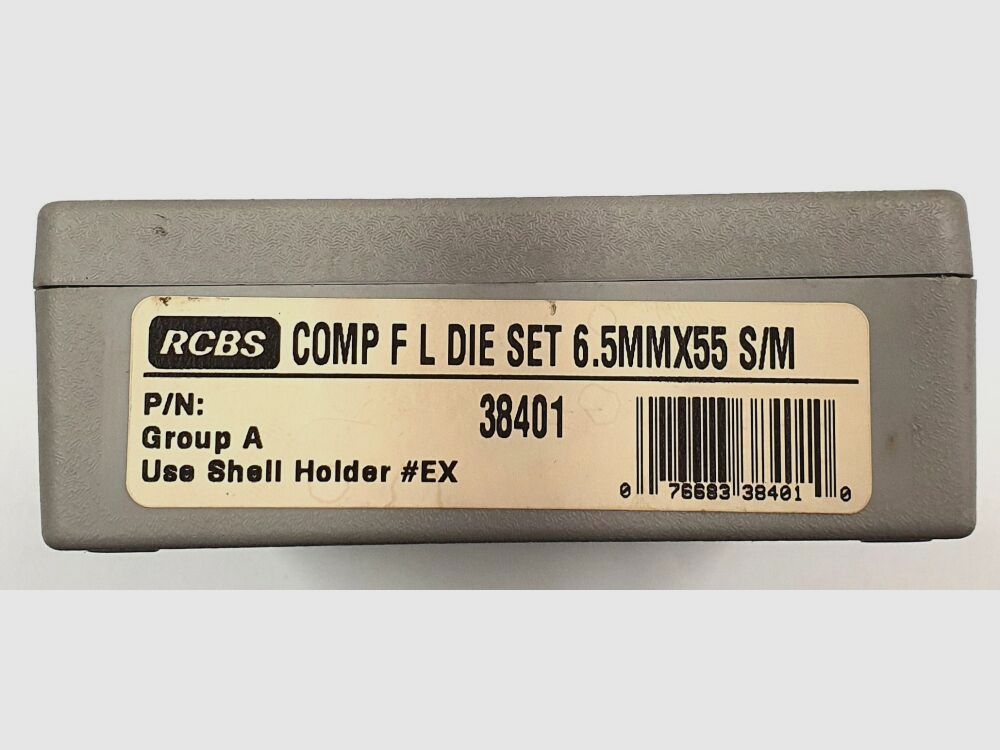 RCBS COMP F L DIE SET 6.5MMX55 S/M
P/N: 38401
Group A
Use Shell Holder #EX
0 76683 38401 0